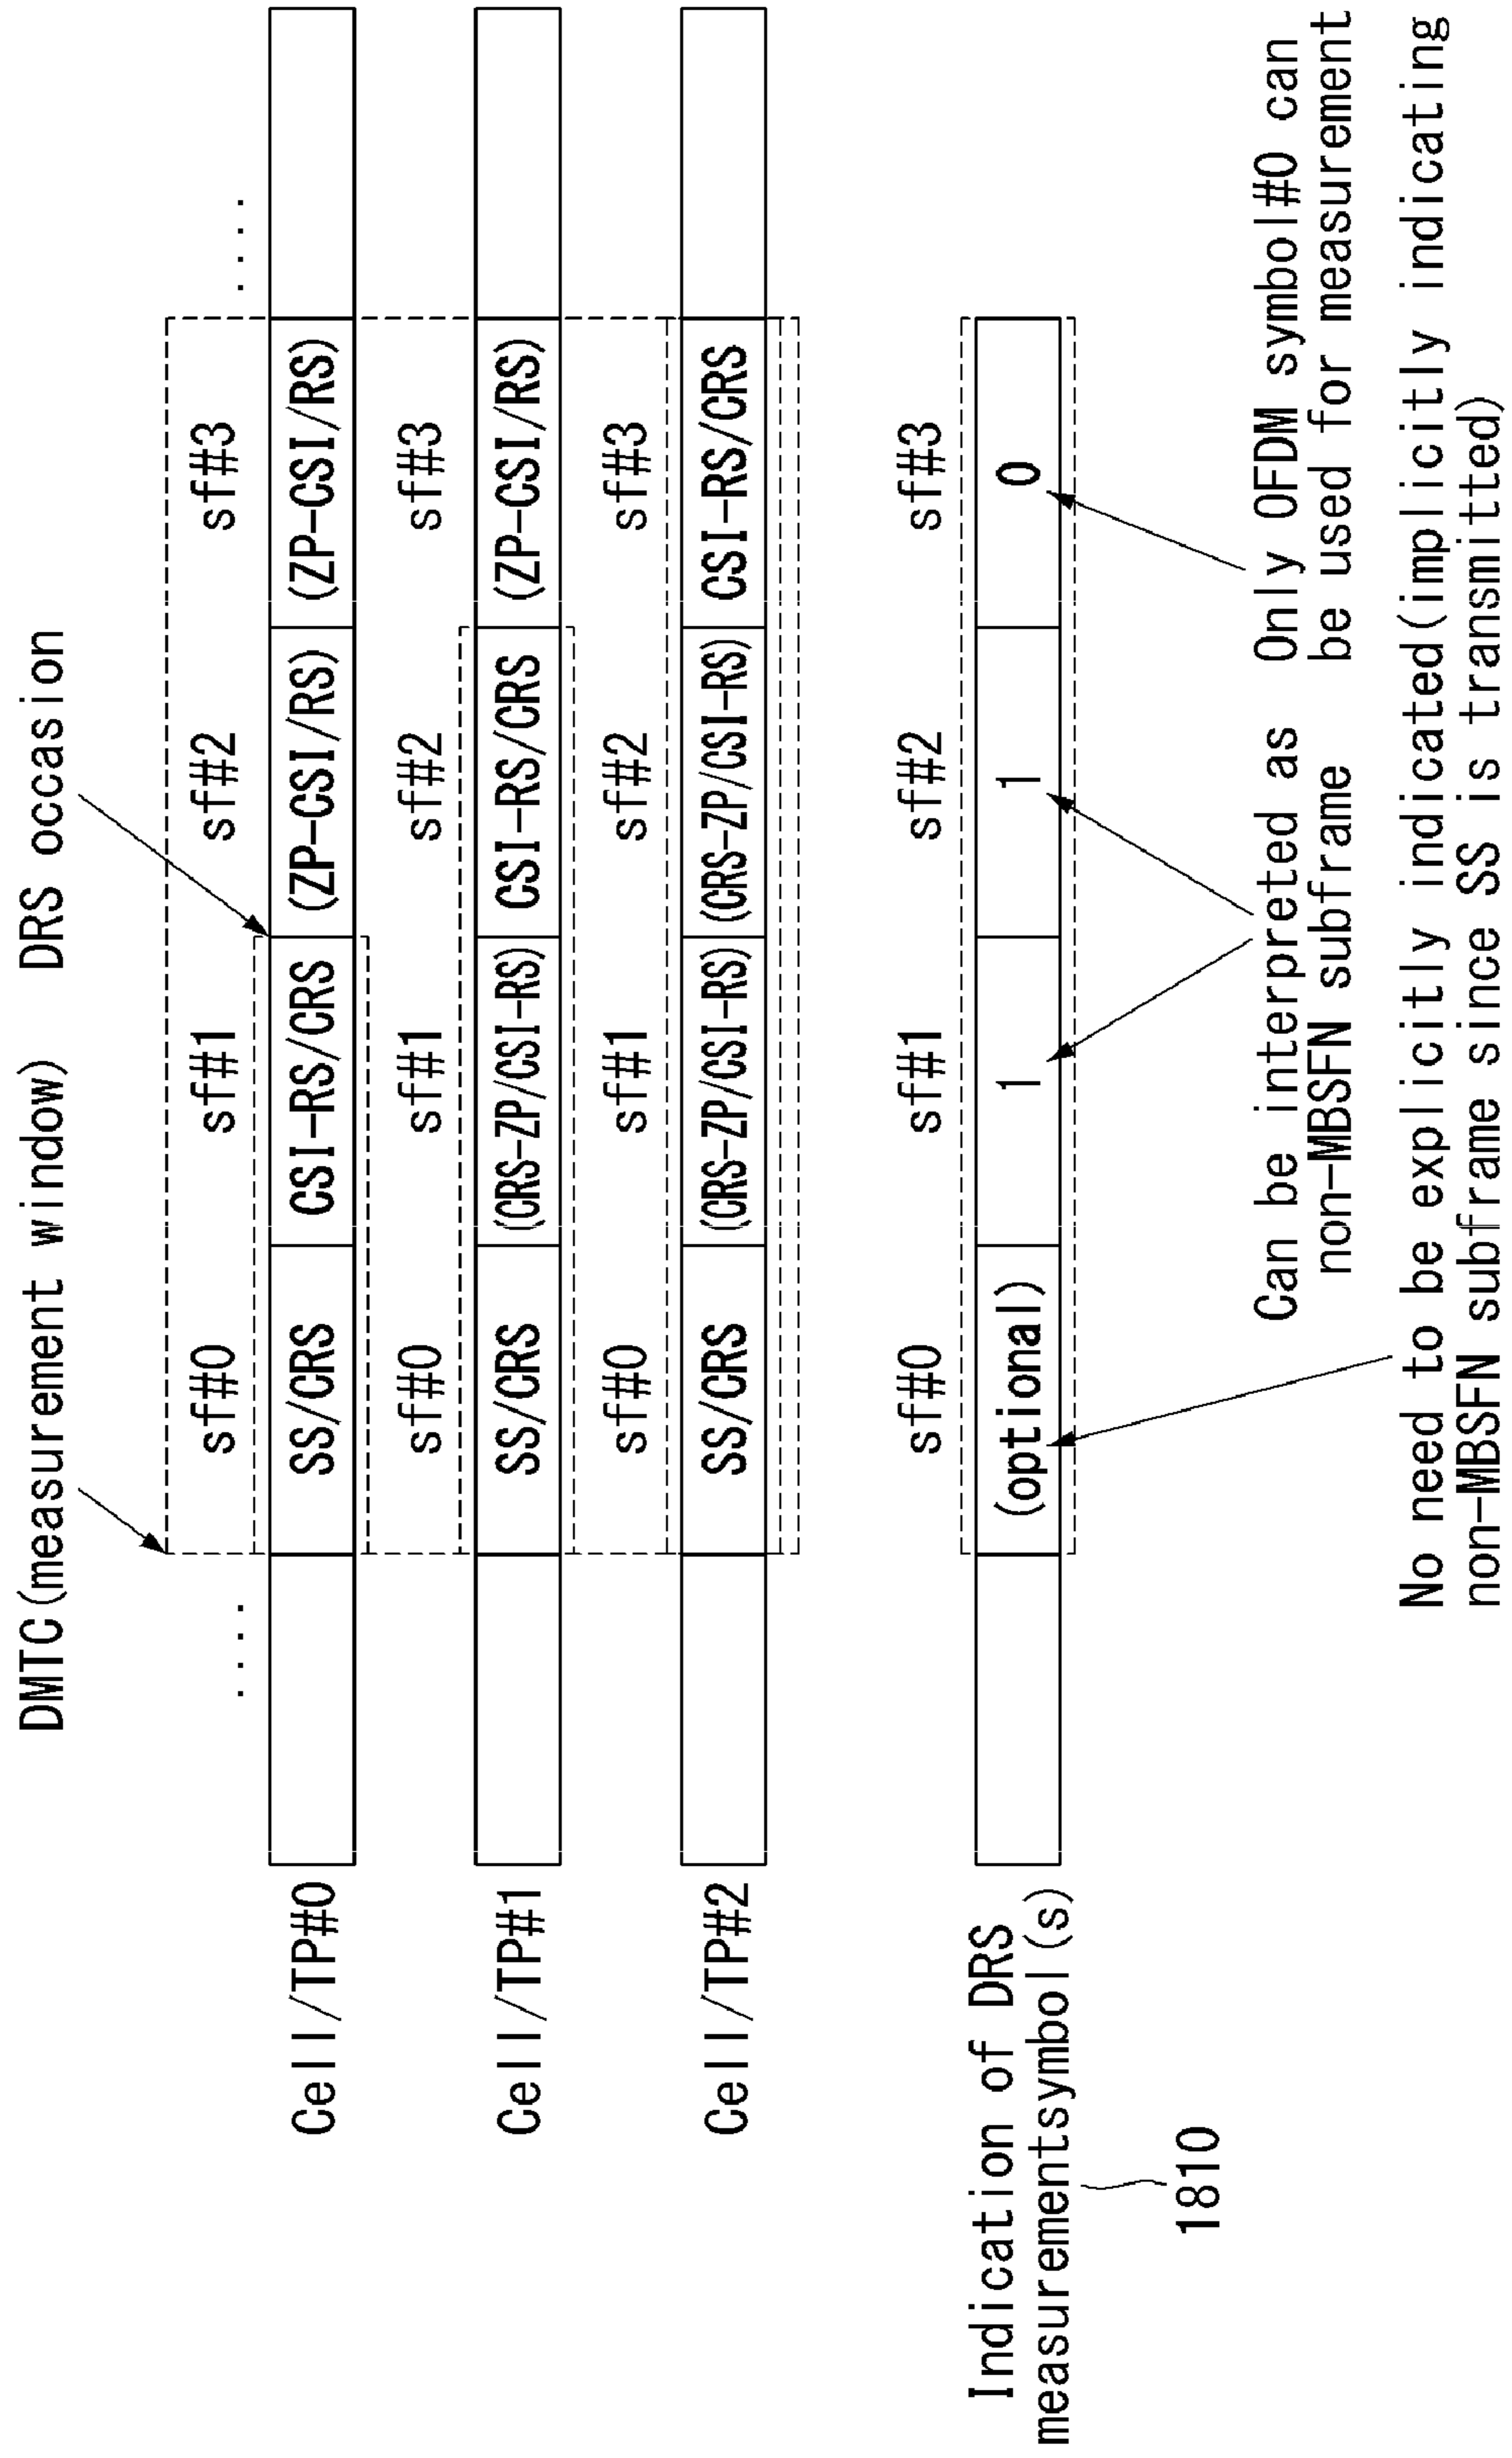 DMTC(measurement window)
DRS occasion
....
sf#0
sf#1
sf#2
sf#3
....
Cell/TP#0
SS/CRS
CSI-RS/CRS
(ZP-CSI/RS)
(ZP-CSI/RS)
sf#0
sf#1
sf#2
sf#3
Cell/TP#1
SS/CRS
(CRS-ZP/CSI-RS)
CSI-RS/CRS
(ZP-CSI/RS)
sf#0
sf#1
sf#2
sf#3
Cell/TP#2
SS/CRS
(CRS-ZP/CSI-RS)
(CRS-ZP/CSI-RS)
CSI-RS/CRS
sf#0
sf#1
sf#2
sf#3
Indication of DRS
measurementsymbol(s)
(optional)
1
1
0
1810
Can be interpreted as
non-MBSFN subframe
Only OFDM symbol#0 can
be used for measurement
No need to be explicitly indicated(implicitly indicating
non-MBSFN subframe since SS is transmitted)